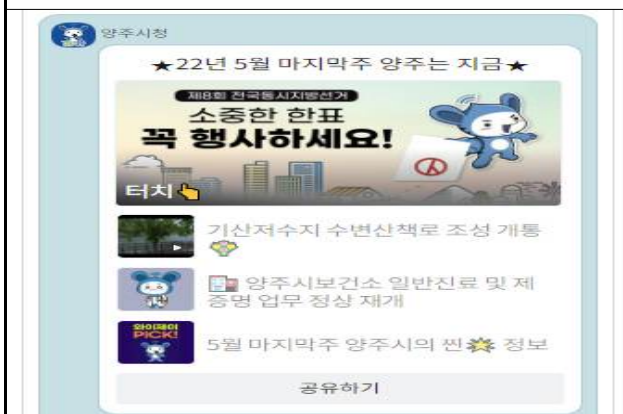 양주시청
★22년 5월 마지막주 양주는 지금★
제8회 전국동시지방선거
소중한 한표
꼭 행사하세요!
터치👆
기산저수지 수변산책로 조성 개통
💐
🏥 양주시보건소 일반진료 및 제
증명 업무 정상 재개
와이제이
PICK!
5월 마지막주 양주시의 찐🌟 정보
공유하기